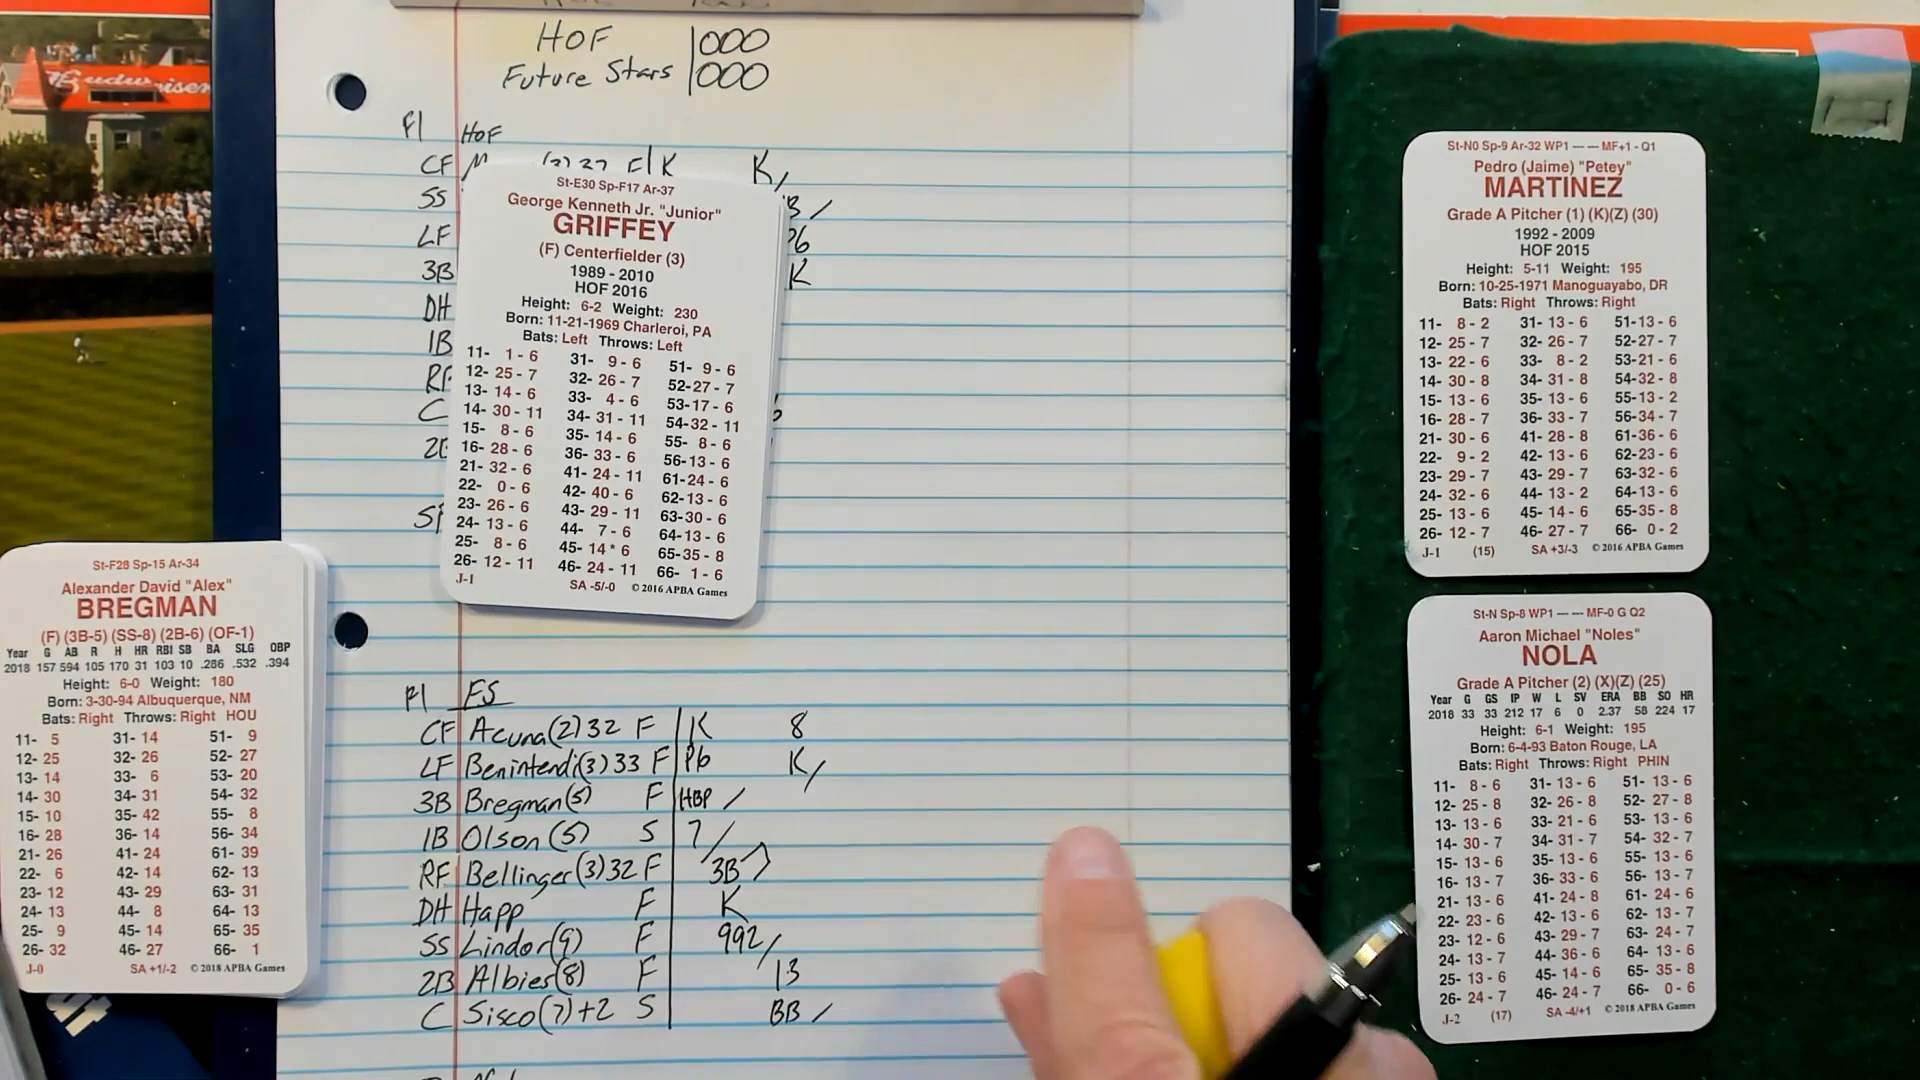 HOF 000
Future Stars 000
Fl HOF
CF K K,
SS B /
LF P6
3B K
DH
1B
RF
C
2B
Budweiser
St-E30 Sp-F17 Ar-37
George Kenneth Jr. "Junior"
GRIFFEY
(F) Centerfielder (3)
1989 - 2010
HOF 2016
Height: 6-2 Weight: 230
Born: 11-21-1969 Charleroi, PA
Bats: Left Throws: Left
11- 1 - 6 31- 9 - 6 51- 9 - 6
12- 25 - 7 32- 26 - 7 52- 27 - 7
13- 14 - 6 33- 4 - 6 53- 17 - 6
14- 30 - 11 34- 31 - 11 54- 32 - 11
15- 8 - 6 35- 14 - 6 55- 8 - 6
16- 28 - 6 36- 33 - 6 56- 13 - 6
21- 32 - 6 41- 24 - 11 61- 24 - 6
22- 0 - 6 42- 40 - 6 62- 13 - 6
23- 26 - 6 43- 29 - 11 63- 30 - 6
24- 13 - 6 44- 7 - 6 64- 13 - 6
25- 8 - 6 45- 14 * 6 65- 35 - 8
26- 12 - 11 46- 24 - 11 66- 1 - 6
J-1 SA -5/-0 © 2016 APBA Games
St-N0 Sp-9 Ar-32 WP1 --- --- MF+1 - Q1
Pedro (Jaime) "Petey"
MARTINEZ
Grade A Pitcher (1) (K)(Z) (30)
1992 - 2009
HOF 2015
Height: 5-11 Weight: 195
Born: 10-25-1971 Manoguayabo, DR
Bats: Right Throws: Right
11- 8 - 2 31- 13 - 6 51- 13 - 6
12- 25 - 7 32- 26 - 7 52- 27 - 7
13- 22 - 6 33- 8 - 2 53- 21 - 6
14- 30 - 8 34- 31 - 8 54- 32 - 8
15- 13 - 6 35- 13 - 6 55- 13 - 2
16- 28 - 7 36- 33 - 7 56- 34 - 7
21- 30 - 6 41- 28 - 8 61- 36 - 6
22- 9 - 2 42- 13 - 6 62- 23 - 6
23- 29 - 7 43- 29 - 7 63- 32 - 6
24- 32 - 6 44- 13 - 2 64- 13 - 6
25- 13 - 6 45- 14 - 6 65- 35 - 8
26- 12 - 7 46- 27 - 7 66- 0 - 2
J-1 (15) SA +3/-3 © 2016 APBA Games
St-F28 Sp-15 Ar-34
Alexander David "Alex"
BREGMAN
(F) (3B-5) (SS-8) (2B-6) (OF-1)
Year G AB R H HR RBI SB BA SLG OBP
2018 157 594 105 170 31 103 10 .286 .532 .394
Height: 6-0 Weight: 180
Born: 3-30-94 Albuquerque, NM
Bats: Right Throws: Right HOU
11- 5 31- 14 51- 9
12- 25 32- 26 52- 27
13- 14 33- 6 53- 20
14- 30 34- 31 54- 32
15- 10 35- 42 55- 8
16- 28 36- 14 56- 34
21- 26 41- 24 61- 39
22- 6 42- 14 62- 13
23- 12 43- 29 63- 31
24- 13 44- 8 64- 13
25- 9 45- 14 65- 35
26- 32 46- 27 66- 1
J-0 SA +1/-2 © 2018 APBA Games
Fl FS
CF Acuna(2)32 F K 8
LF Benintendi(3)33 F P6 K,
3B Bregman(5) F HBP /
1B Olson(5) S 7 /
RF Bellinger(3)32 F 3B
DH Happ F K
SS Lindor(9) F 992 /
2B Albies(8) F 13
C Sisco(7)+2 S BB /
St-N Sp-8 WP1 --- --- MF-0 G Q2
Aaron Michael "Noles"
NOLA
Grade A Pitcher (2) (X)(Z) (25)
Year G GS IP W L SV ERA BB SO HR
2018 33 33 212 17 6 0 2.37 58 224 17
Height: 6-1 Weight: 195
Born: 6-4-93 Baton Rouge, LA
Bats: Right Throws: Right PHIN
11- 8 - 6 31- 13 - 6 51- 13 - 6
12- 25 - 8 32- 26 - 8 52- 27 - 8
13- 13 - 6 33- 21 - 6 53- 13 - 6
14- 30 - 7 34- 31 - 7 54- 32 - 7
15- 13 - 6 35- 13 - 6 55- 13 - 6
16- 13 - 7 36- 33 - 6 56- 13 - 7
21- 13 - 6 41- 24 - 8 61- 24 - 6
22- 23 - 6 42- 13 - 6 62- 13 - 7
23- 12 - 6 43- 29 - 7 63- 24 - 7
24- 13 - 7 44- 36 - 6 64- 13 - 6
25- 13 - 6 45- 14 - 6 65- 35 - 8
26- 24 - 7 46- 24 - 7 66- 0 - 6
J-2 (17) SA -4/+1 © 2018 APBA Games